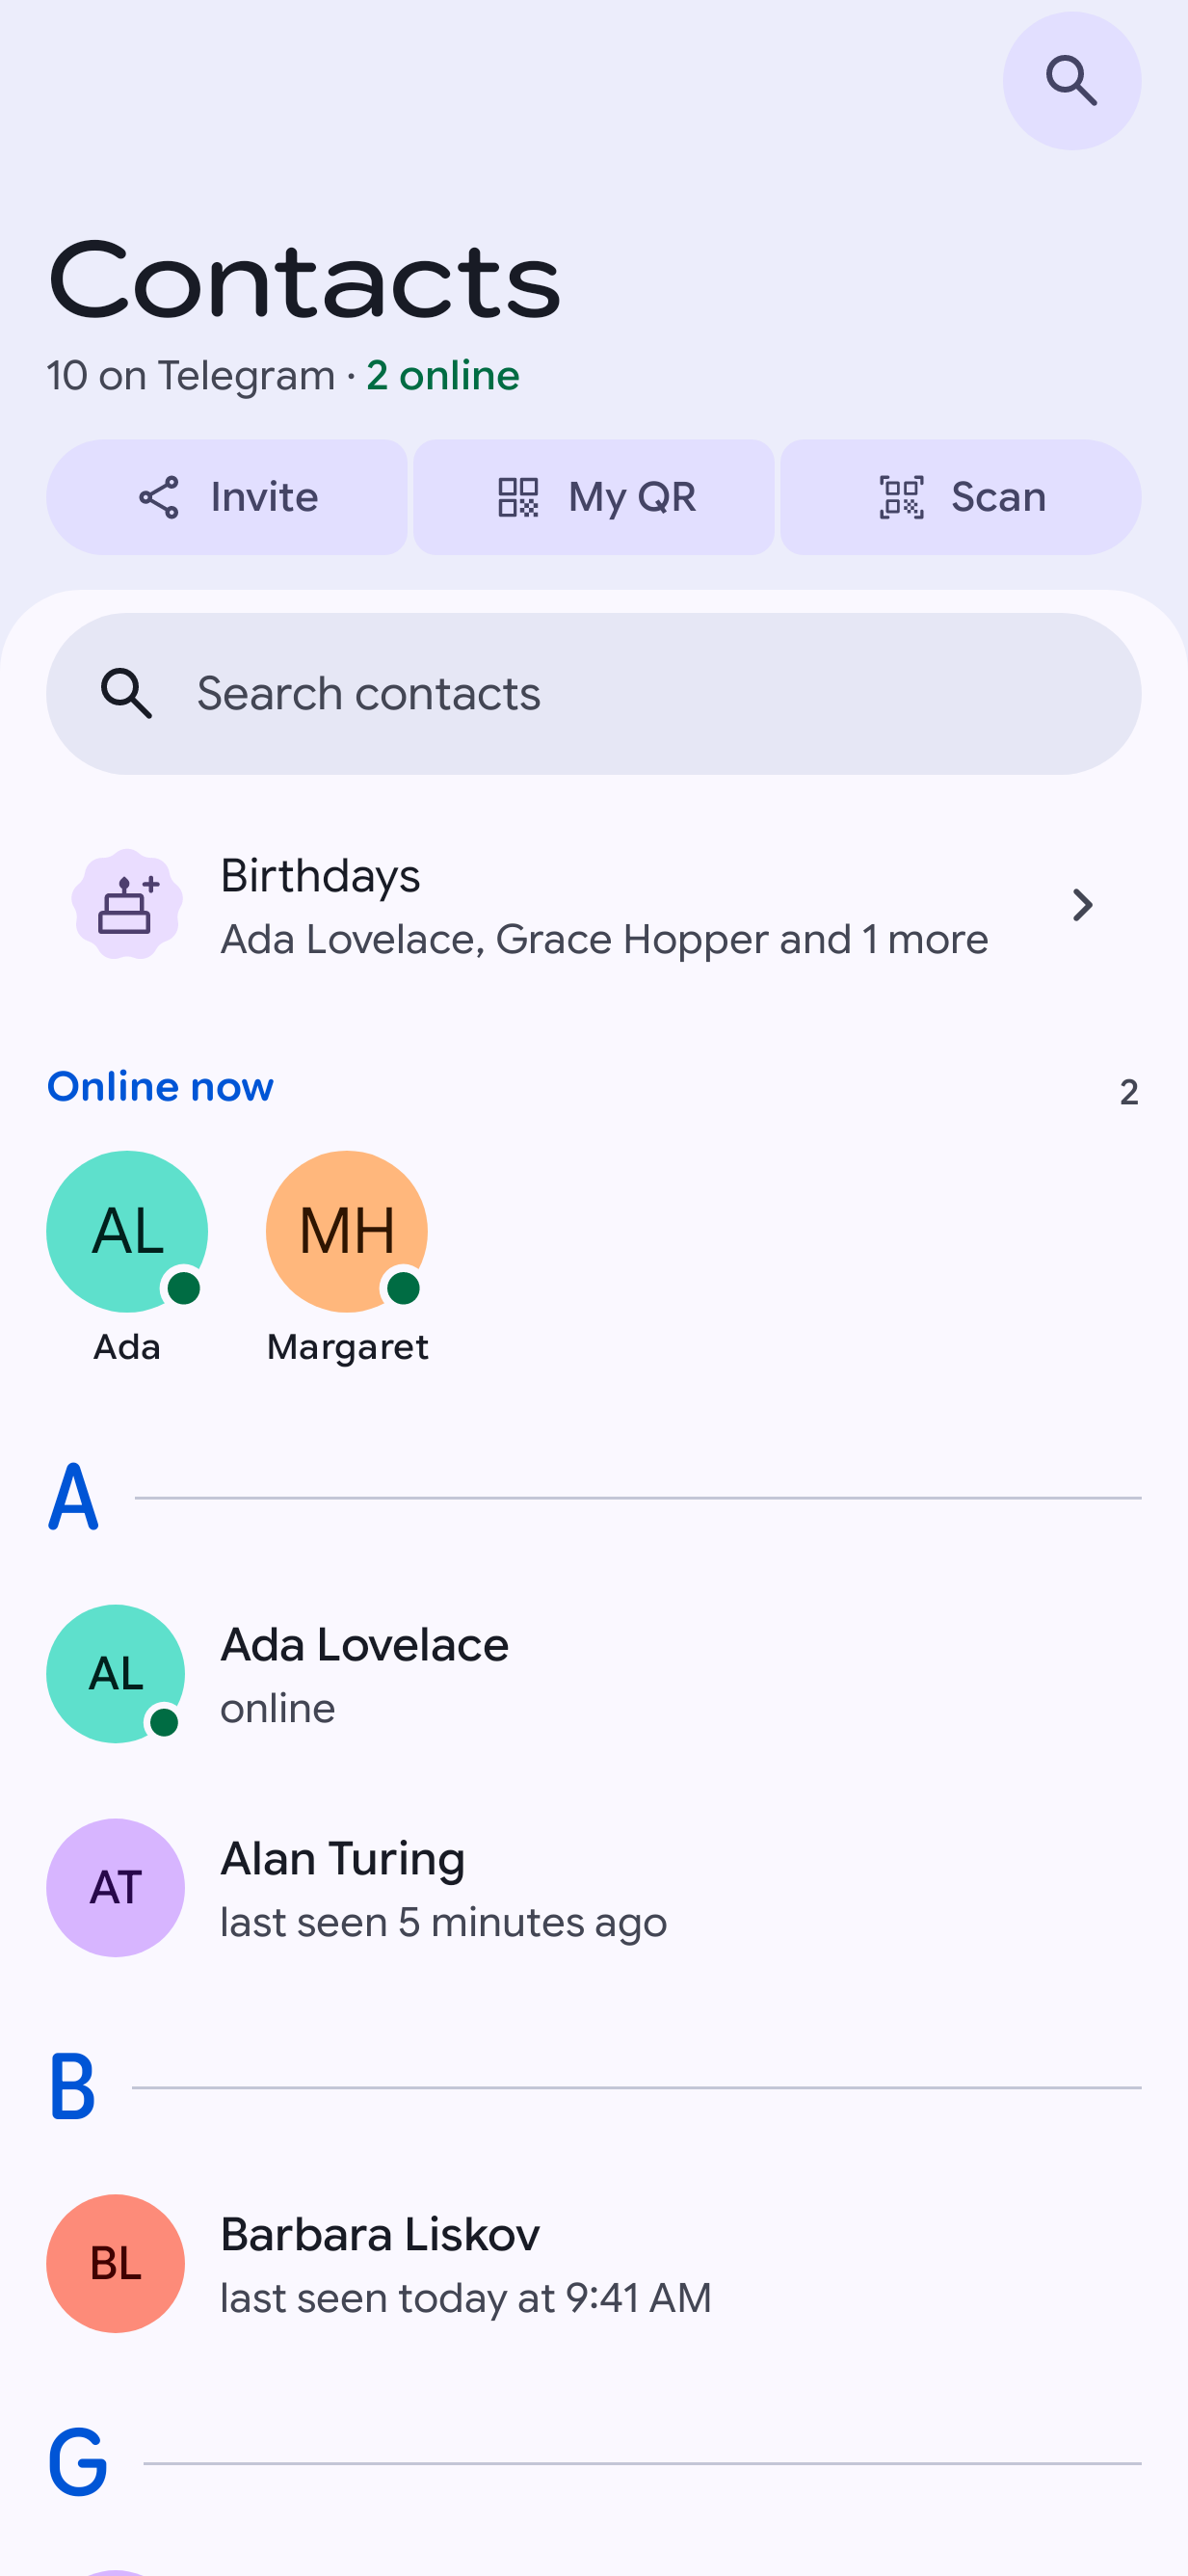 Contacts
10 on Telegram · 2 online
Invite
My QR
Scan
Search contacts
Birthdays
Ada Lovelace, Grace Hopper and 1 more
Online now
2
AL
MH
Ada
Margaret
A
AL
Ada Lovelace
online
AT
Alan Turing
last seen 5 minutes ago
B
BL
Barbara Liskov
last seen today at 9:41 AM
G